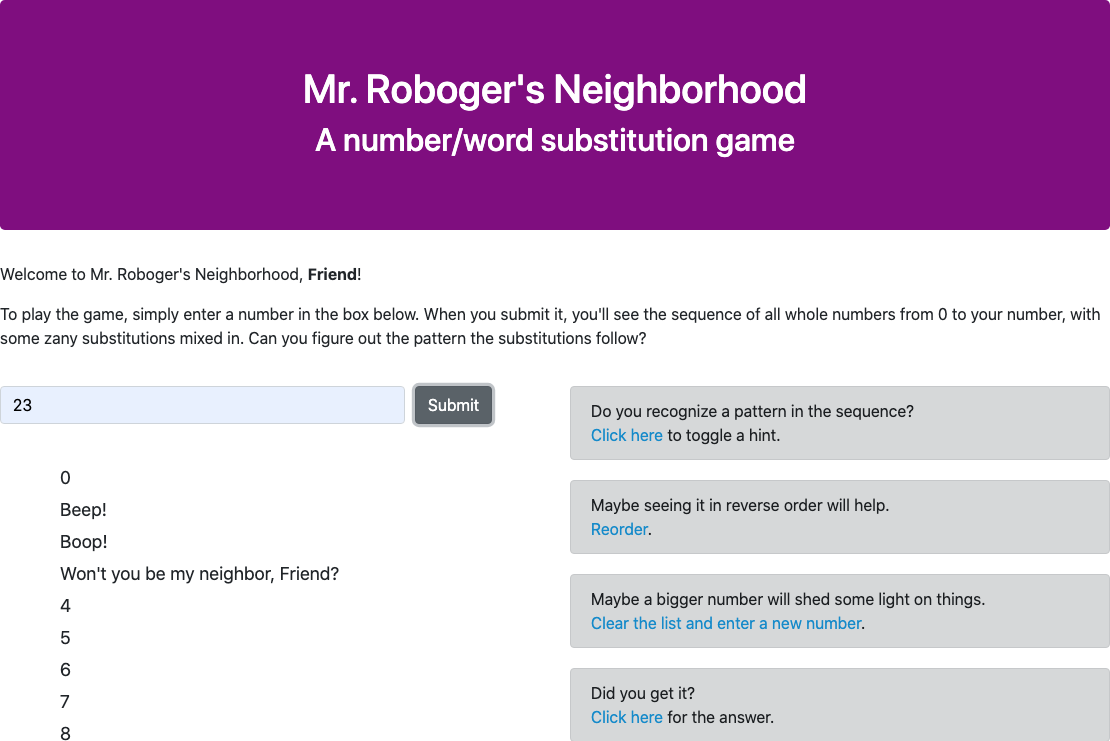 Mr. Roboger's Neighborhood
A number/word substitution game
Welcome to Mr. Roboger's Neighborhood, Friend!
To play the game, simply enter a number in the box below. When you submit it, you'll see the sequence of all whole numbers from 0 to your number, with
some zany substitutions mixed in. Can you figure out the pattern the substitutions follow?
23
Submit
0
Beep!
Boop!
Won't you be my neighbor, Friend?
4
5
6
7
8
Do you recognize a pattern in the sequence?
Click here to toggle a hint.
Maybe seeing it in reverse order will help.
Reorder.
Maybe a bigger number will shed some light on things.
Clear the list and enter a new number.
Did you get it?
Click here for the answer.